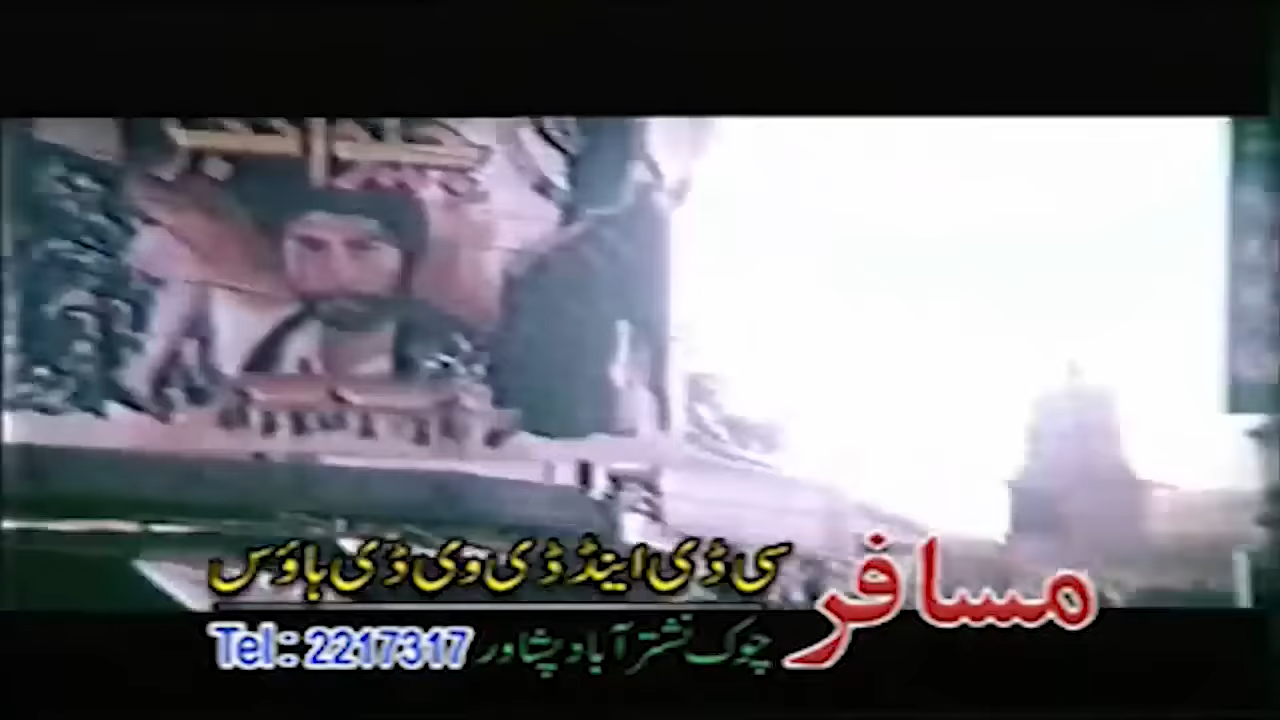 مسافر
سی ڈی اینڈ ڈی وی ڈی ہاؤس
چوک نشتر آباد پشاور Tel: 2217317